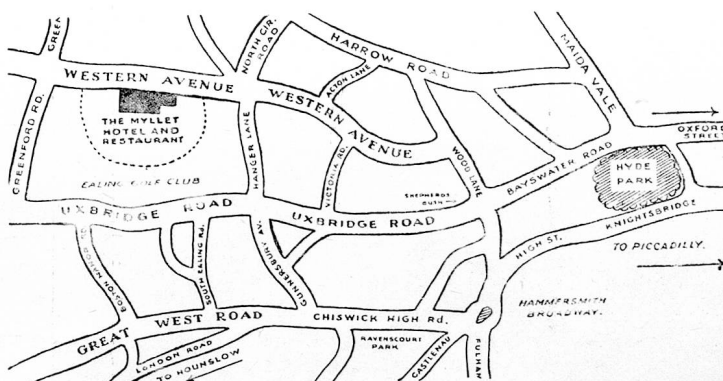 GREEN
NORTH CIR.
ROAD
HARROW ROAD
MAIDA VALE
WESTERN AVENUE
ACTON LANE
WESTERN AVENUE
OXFORD
STREET
GREENFORD RD.
THE MYLLET
HOTEL AND
RESTAURANT
HANGER LANE
VICTORIA RD.
WOOD LANE
BAYSWATER ROAD
HYDE
PARK
EALING GOLF CLUB
SHEPHERDS
BUSH
UXBRIDGE ROAD
UXBRIDGE ROAD
HIGH ST.
KNIGHTSBRIDGE
TO PICCADILLY.
BOSTON MANOR RD.
SOUTH EALING RD.
GUNNERSBURY AV.
HAMMERSMITH
BROADWAY.
GREAT WEST ROAD
CHISWICK HIGH Rd.
RAVENSCOURT
PARK
LONDON ROAD
TO HOUNSLOW
CASTLENAU
FULHAM